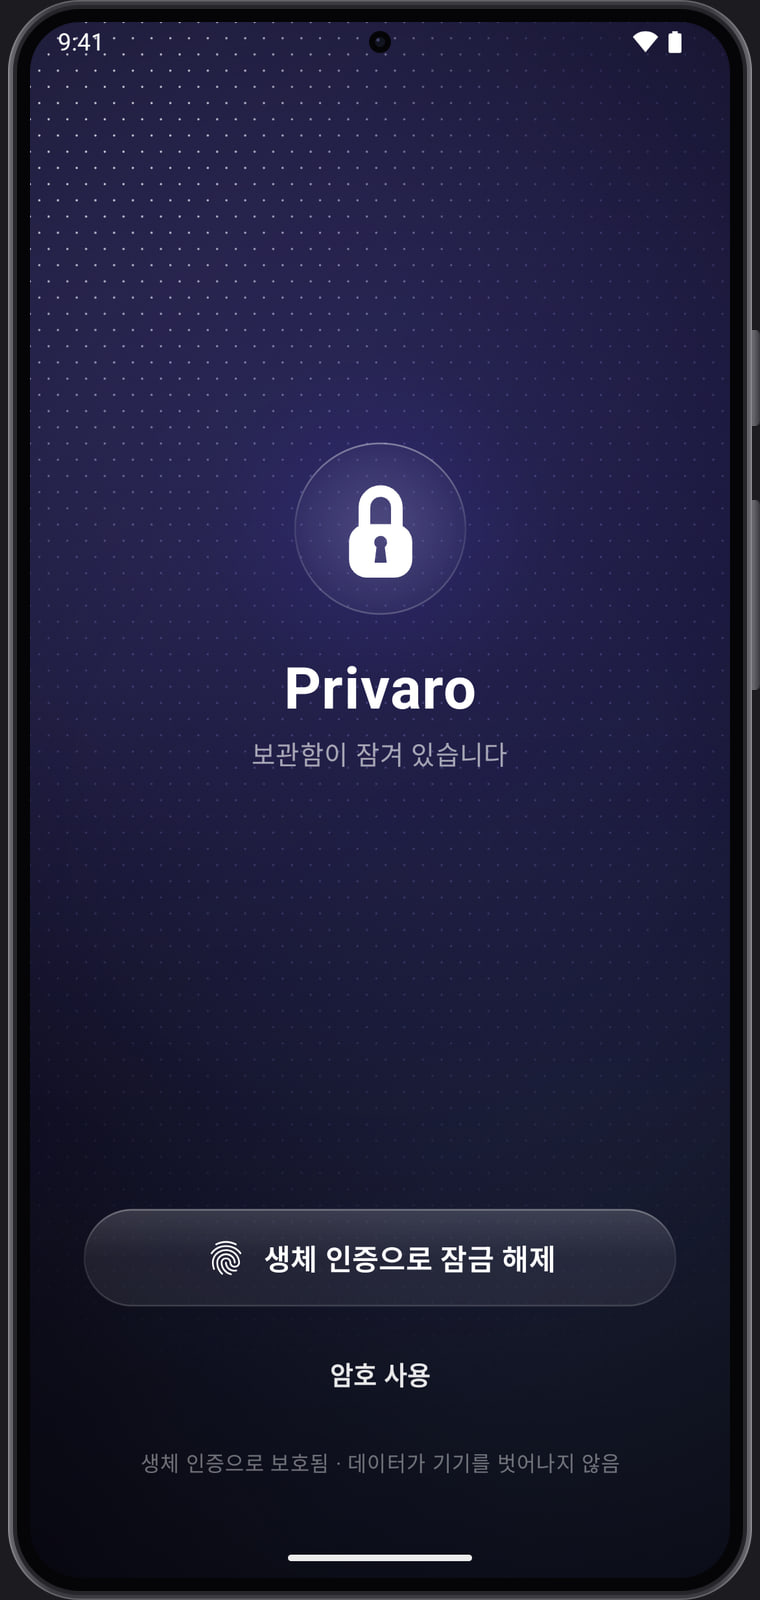 9:41
Privaro
보관함이 잠겨 있습니다
생체 인증으로 잠금 해제
암호 사용
생체 인증으로 보호됨 · 데이터가 기기를 벗어나지 않음